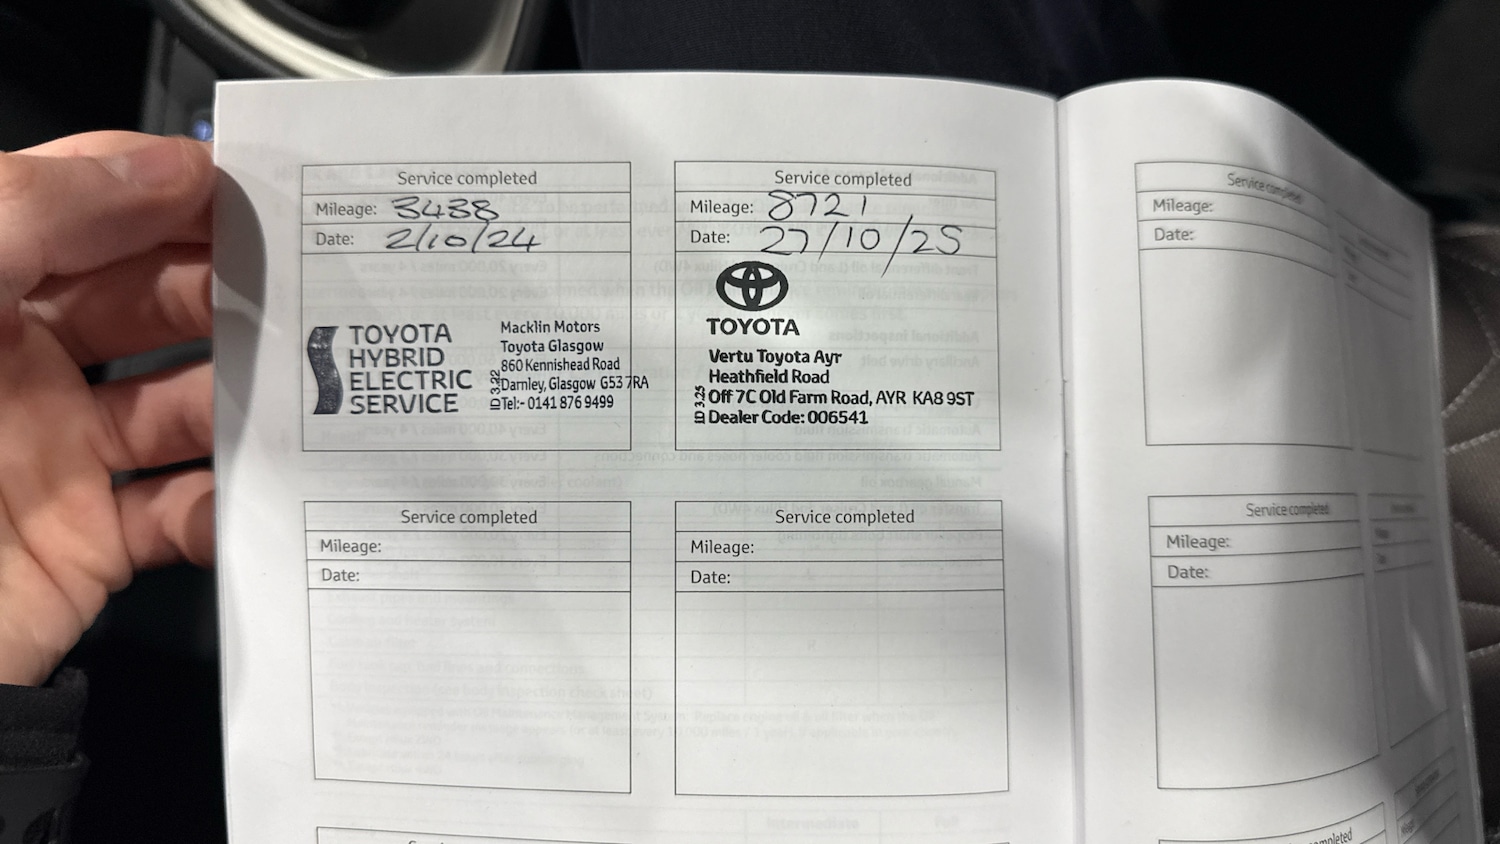 Service completed
Mileage: 3438
Date: 2/10/24
TOYOTA
HYBRID
ELECTRIC
SERVICE
Macklin Motors
Toyota Glasgow
860 Kennishead Road
Darnley, Glasgow G53 7RA
Tel:- 0141 876 9499
ID 3.22
Service completed
Mileage: 8721
Date: 27/10/25
TOYOTA
Vertu Toyota Ayr
Heathfield Road
Off 7C Old Farm Road, AYR KA8 9ST
Dealer Code: 006541
ID 3.25
Service completed
Mileage:
Date:
Service completed
Mileage:
Date:
Service completed
Mileage:
Date:
Service completed
Mileage:
Date: